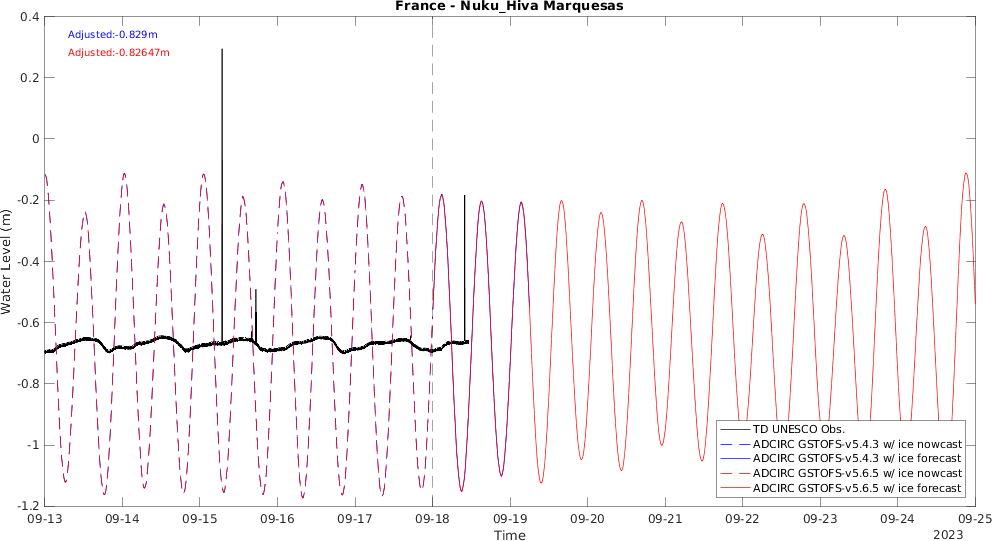 France - Nuku_Hiva Marquesas
Adjusted:-0.829m
Adjusted:-0.82647m
Water Level (m)
0.4
0.2
0
-0.2
-0.4
-0.6
-0.8
-1
-1.2
TD UNESCO Obs.
ADCIRC GSTOFS-v5.4.3 w/ ice nowcast
ADCIRC GSTOFS-v5.4.3 w/ ice forecast
ADCIRC GSTOFS-v5.6.5 w/ ice nowcast
ADCIRC GSTOFS-v5.6.5 w/ ice forecast
09-13 09-14 09-15 09-16 09-17 09-18 09-19 09-20 09-21 09-22 09-23 09-24 09-25
Time
2023